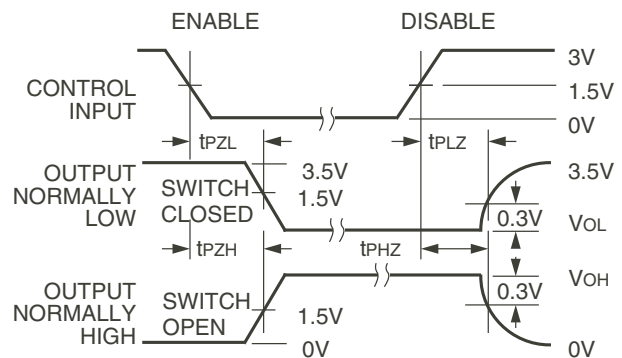 ENABLE DISABLE
3V
CONTROL INPUT
1.5V
0V
tPZL tPLZ
OUTPUT NORMALLY LOW
SWITCH CLOSED
3.5V
1.5V
3.5V
0.3V
VOL
tPZH tPHZ
OUTPUT NORMALLY HIGH
SWITCH OPEN
1.5V
0V
VOH
0.3V
0V